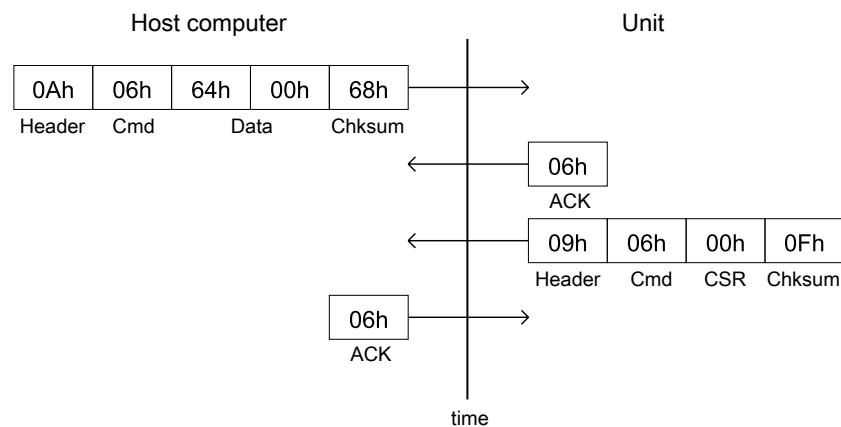 Host computer
Unit
0Ah 06h 64h 00h 68h
Header Cmd Data Chksum
06h
ACK
09h 06h 00h 0Fh
Header Cmd CSR Chksum
06h
ACK
time